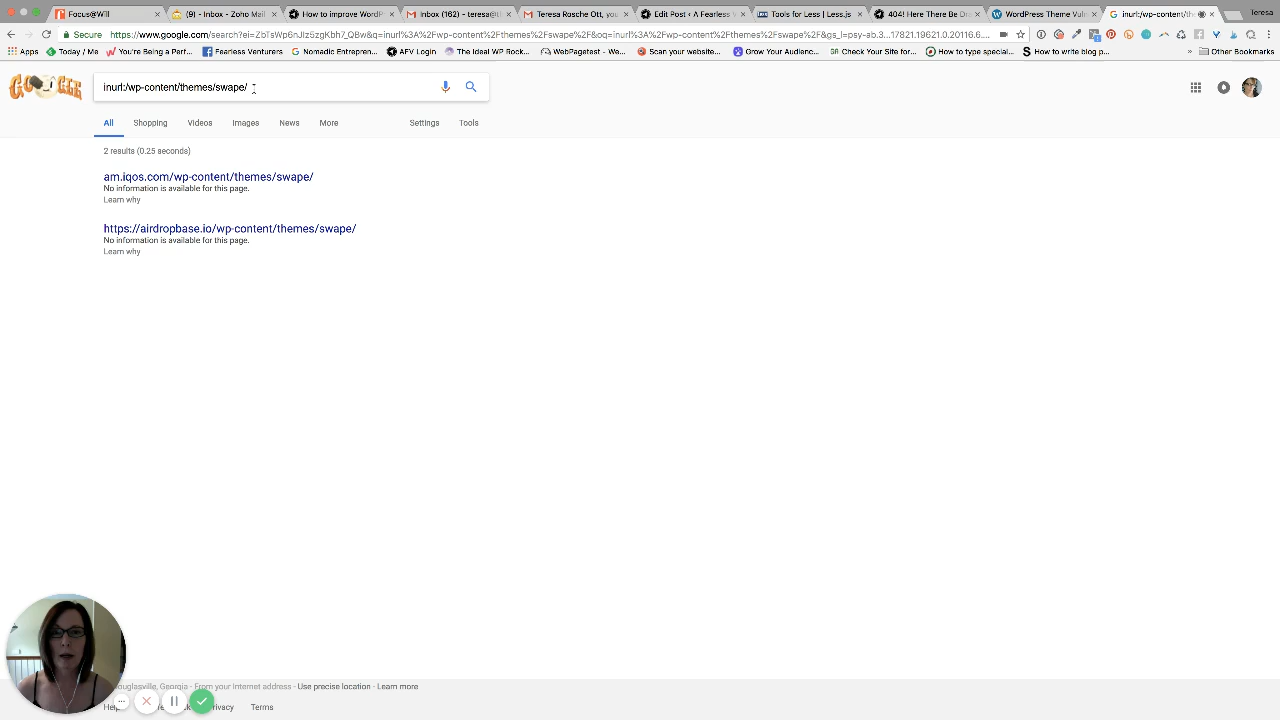 Focus@Will
(9) - Inbox - Zoho Mail
How to improve WordP
Inbox (162) - teresa@th
Teresa Rosche Ott, you
Edit Post ‹ A Fearless V
Tools for Less | Less.js
404! Here There Be Dra
WordPress Theme Vulne
inurl:/wp-content/the
Teresa
Secure
https://www.google.com/search?ei=ZbTsWp6nJIz5zgKbh7_QBw&q=inurl%3A%2Fwp-content%2Fthemes%2Fswape%2F&oq=inurl%3A%2Fwp-content%2Fthemes%2Fswape%2F&gs_l=psy-ab.3...17821.19621.0.20116.6.
Apps
Today / Me
You're Being a Perf...
Fearless Venturers
Nomadic Entrepren...
AFV Login
The Ideal WP Rock...
WebPagetest - We...
Scan your website...
Grow Your Audienc...
Check Your Site for...
How to type special...
How to write blog p...
»
Other Bookmarks
GOOGLE
inurl:/wp-content/themes/swape/
All
Shopping
Videos
Images
News
More
Settings
Tools
2 results (0.25 seconds)
am.iqos.com/wp-content/themes/swape/
No information is available for this page.
Learn why
https://airdropbase.io/wp-content/themes/swape/
No information is available for this page.
Learn why
Douglasville, Georgia - From your Internet address - Use precise location - Learn more
Terms